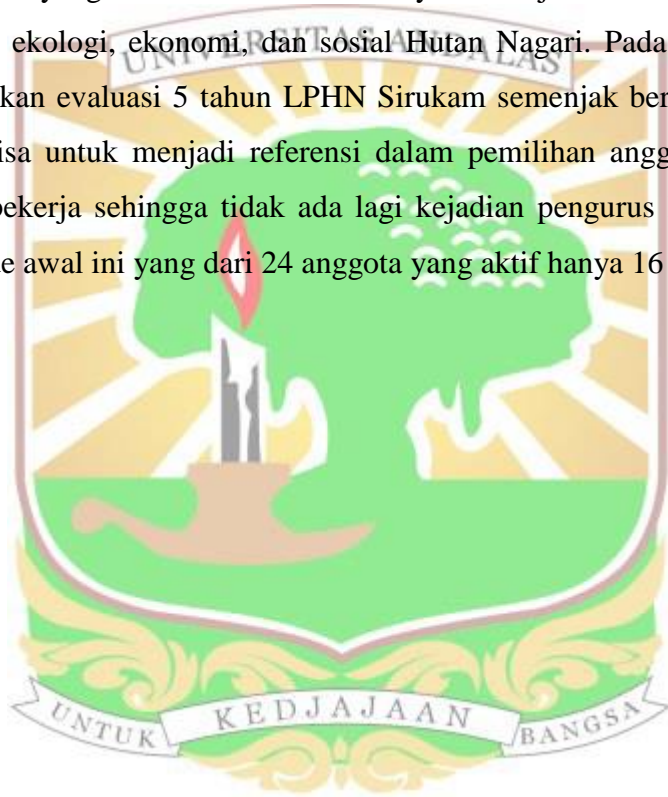 yang
ekologi, ekonomi, dan sosial Hutan Nagari. Pada
UNIVERSITAS ANDALAS
kan evaluasi 5 tahun LPHN Sirukam semenjak ber
isa untuk menjadi referensi dalam pemilihan angg
bekerja sehingga tidak ada lagi kejadian pengurus
e awal ini yang dari 24 anggota yang aktif hanya 16
UNTUK KEDJAJAAN BANGSA